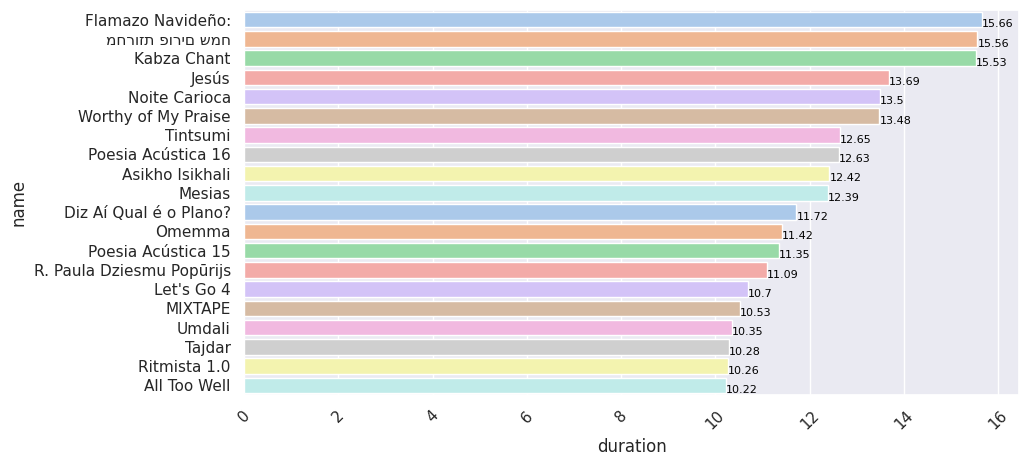 Flamazo Navideño:
מחרוזת פורים שמח
Kabza Chant
Jesús
Noite Carioca
Worthy of My Praise
Tintsumi
Poesia Acústica 16
Asikho Isikhali
Mesias
Diz Aí Qual é o Plano?
Omemma
Poesia Acústica 15
R. Paula Dziesmu Popūrijs
Let's Go 4
MIXTAPE
Umdali
Tajdar
Ritmista 1.0
All Too Well
name
15.66
15.56
15.53
13.69
13.5
13.48
12.65
12.63
12.42
12.39
11.72
11.42
11.35
11.09
10.7
10.53
10.35
10.28
10.26
10.22
0 2 4 6 8 10 12 14 16
duration